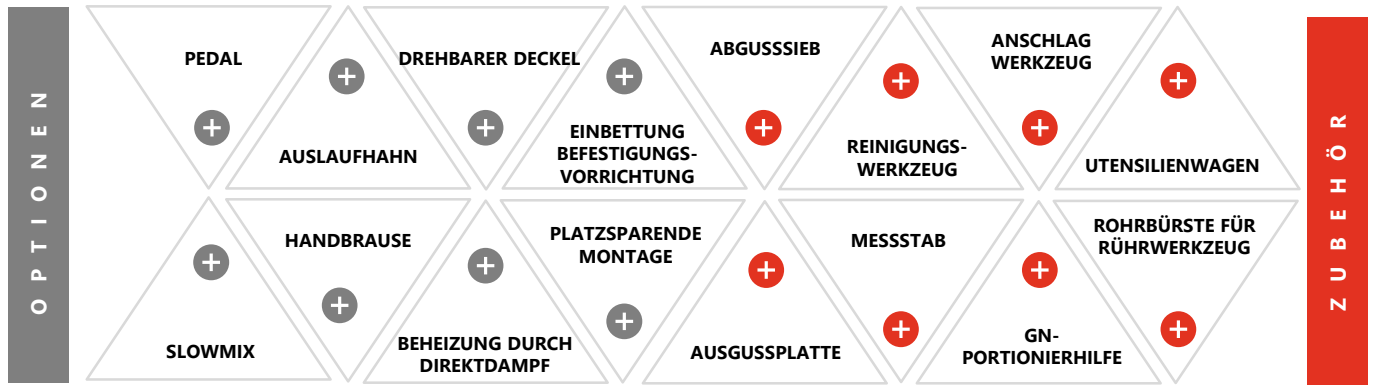 OPTIONEN
PEDAL
AUSLAUFHAHN
DREHBARER DECKEL
EINBETTUNG
BEFESTIGUNGS-
VORRICHTUNG
ABGUSSSIEB
REINIGUNGS-
WERKZEUG
ANSCHLAG
WERKZEUG
UTENSILIENWAGEN
SLOWMIX
HANDBRAUSE
BEHEIZUNG DURCH
DIREKTDAMPF
PLATZSPARENDE
MONTAGE
AUSGUSSPLATTE
MESSSTAB
GN-
PORTIONIERHILFE
ROHRBÜRSTE FÜR
RÜHRWERKZEUG
ZUBEHÖR